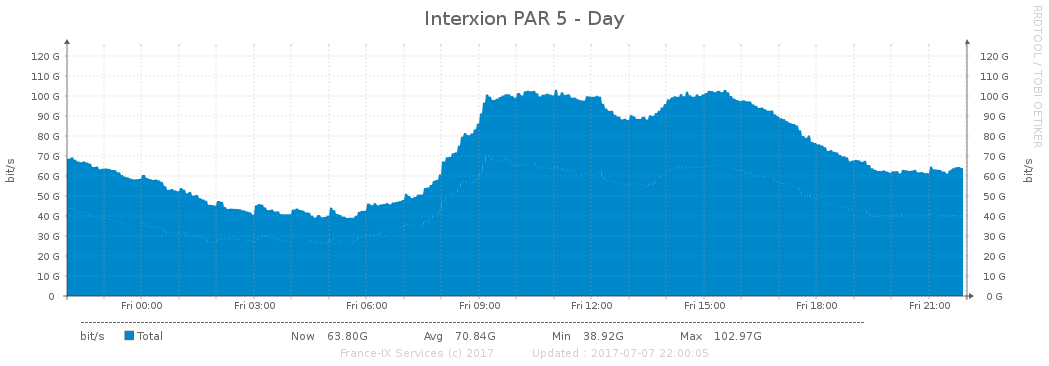 Interxion PAR 5 - Day
RRDTOOL / TOBI OETIKER
120 G 120 G
110 G 110 G
100 G 100 G
90 G 90 G
80 G 80 G
70 G 70 G
60 G 60 G
50 G 50 G
40 G 40 G
30 G 30 G
20 G 20 G
10 G 10 G
0 0 G
bit/s
bit/s
Fri 00:00 Fri 03:00 Fri 06:00 Fri 09:00 Fri 12:00 Fri 15:00 Fri 18:00 Fri 21:00
bit/s Total Now 63.80G Avg 70.84G Min 38.92G Max 102.97G
France-IX Services (c) 2017 Updated : 2017-07-07 22:00:05